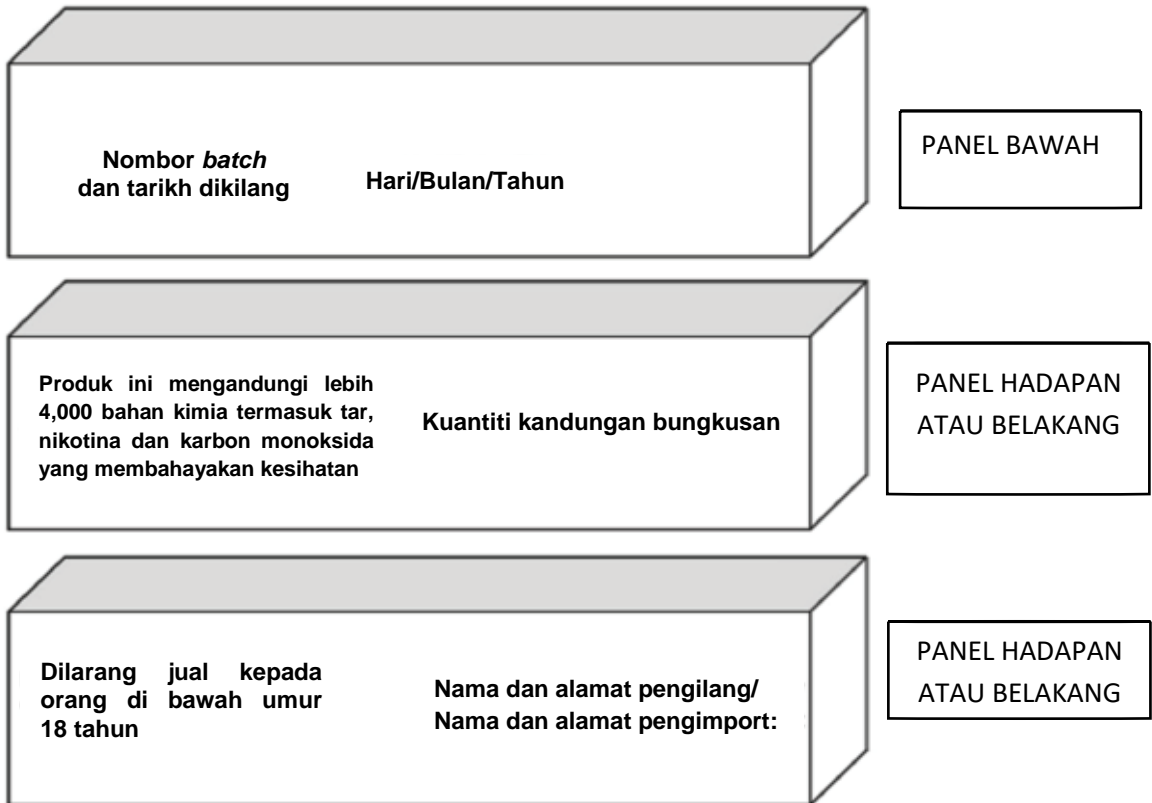 Nombor batch
dan tarikh dikilang
Hari/Bulan/Tahun
PANEL BAWAH
Produk ini mengandungi lebih
4,000 bahan kimia termasuk tar,
nikotina dan karbon monoksida
yang membahayakan kesihatan
Kuantiti kandungan bungkusan
PANEL HADAPAN
ATAU BELAKANG
Dilarang jual kepada
orang di bawah umur
18 tahun
Nama dan alamat pengilang/
Nama dan alamat pengimport:
PANEL HADAPAN
ATAU BELAKANG